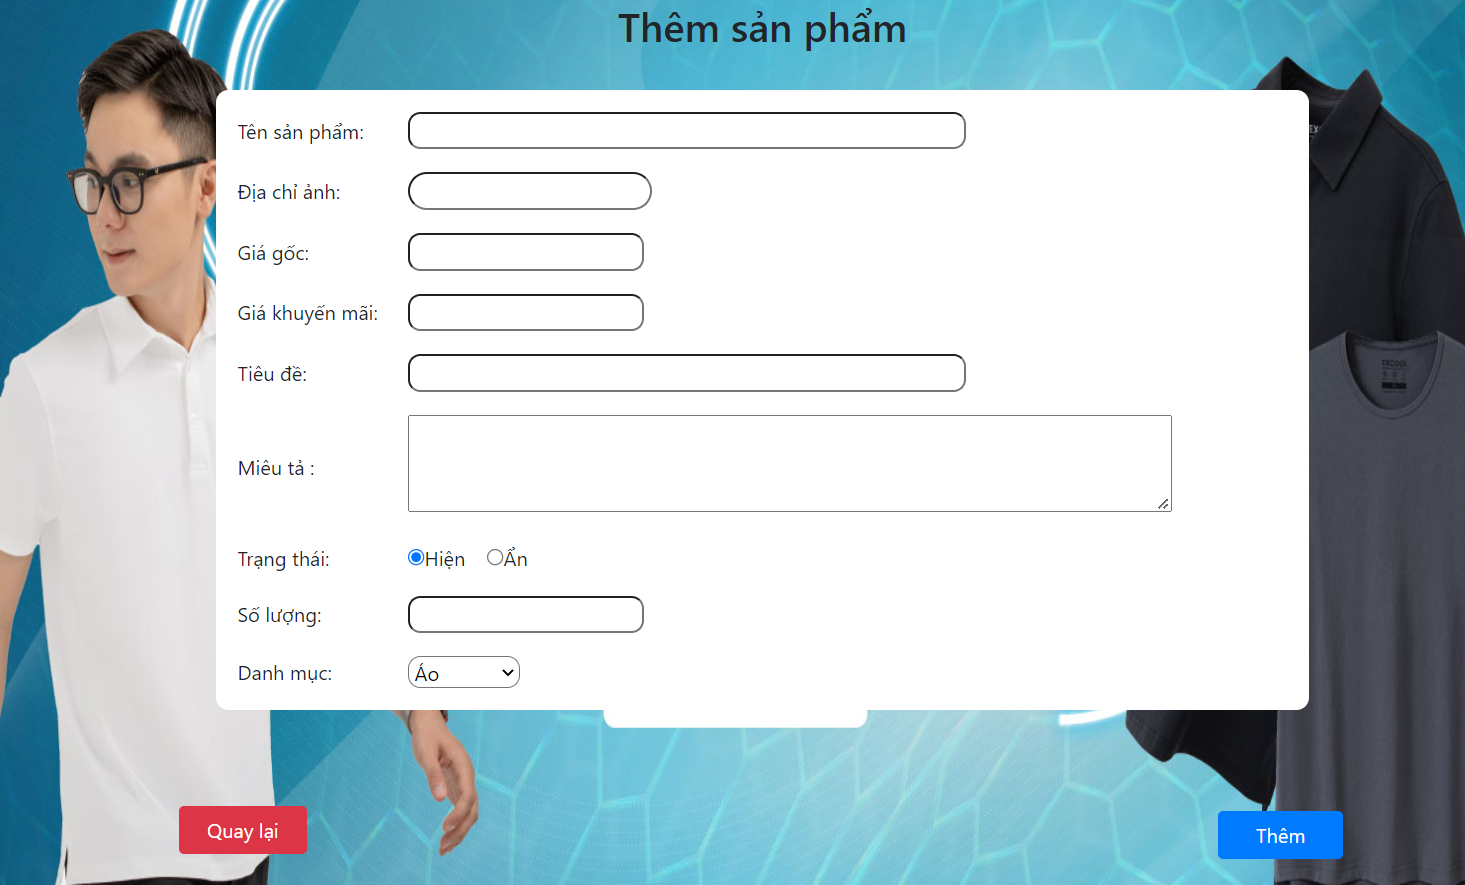 Thêm sản phẩm
Tên sản phẩm:
Địa chỉ ảnh:
Giá gốc:
Giá khuyến mãi:
Tiêu đề:
Miêu tả :
Trạng thái: Hiện Ẩn
Số lượng:
Danh mục: Áo
Quay lại
Thêm